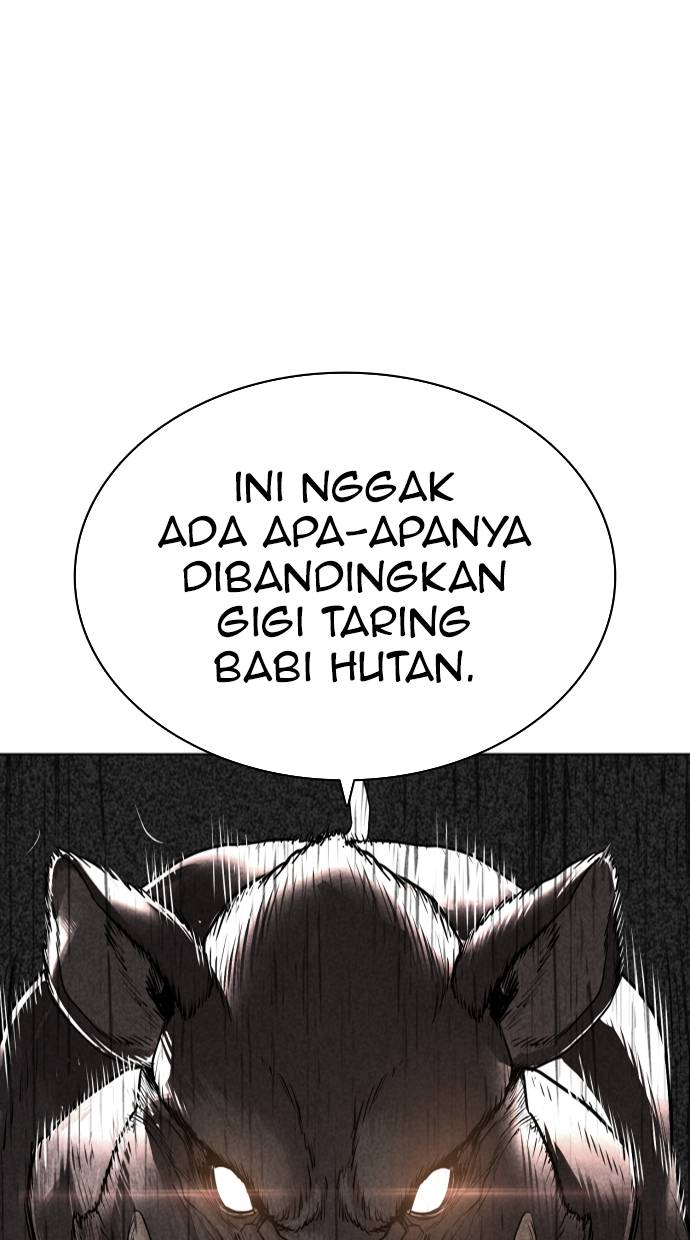 INI NGGAK
ADA APA-APANYA
DIBANDINGKAN
GIGI TARING
BABI HUTAN.